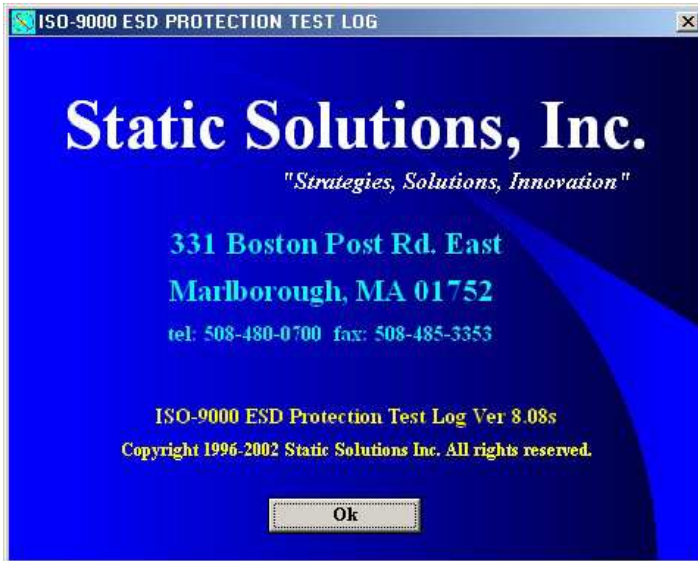 ISO-9000 ESD PROTECTION TEST LOG
Static Solutions, Inc.
"Strategies, Solutions, Innovation"
331 Boston Post Rd. East
Marlborough, MA 01752
tel: 508-480-0700 fax: 508-485-3353
ISO-9000 ESD Protection Test Log Ver 8.08s
Copyright 1996-2002 Static Solutions Inc. All rights reserved.
Ok